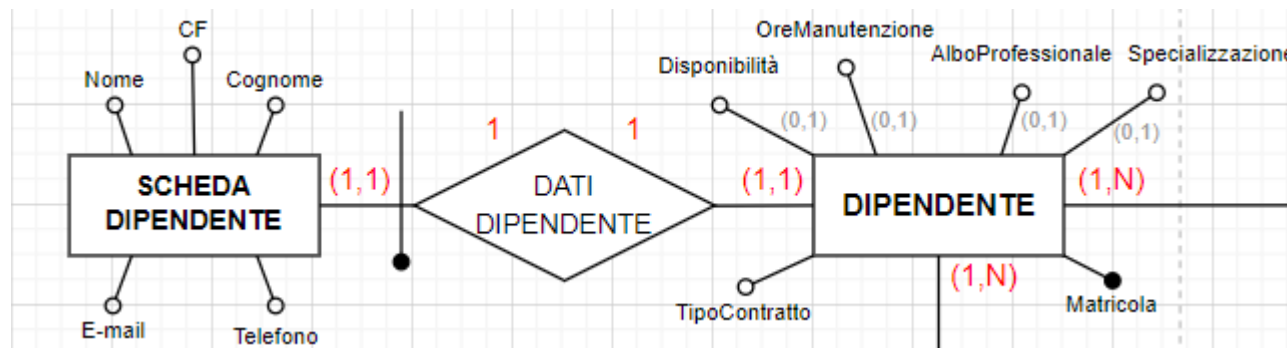 CF
OreManutenzione
AlboProfessionale
Specializzazione
Nome
Cognome
Disponibilità
(0,1)
(0,1)
(0,1)
(0,1)
1
1
SCHEDA
DIPENDENTE
(1,1)
DATI
DIPENDENTE
(1,1)
DIPENDENTE
(1,N)
(1,N)
E-mail
Telefono
TipoContratto
Matricola